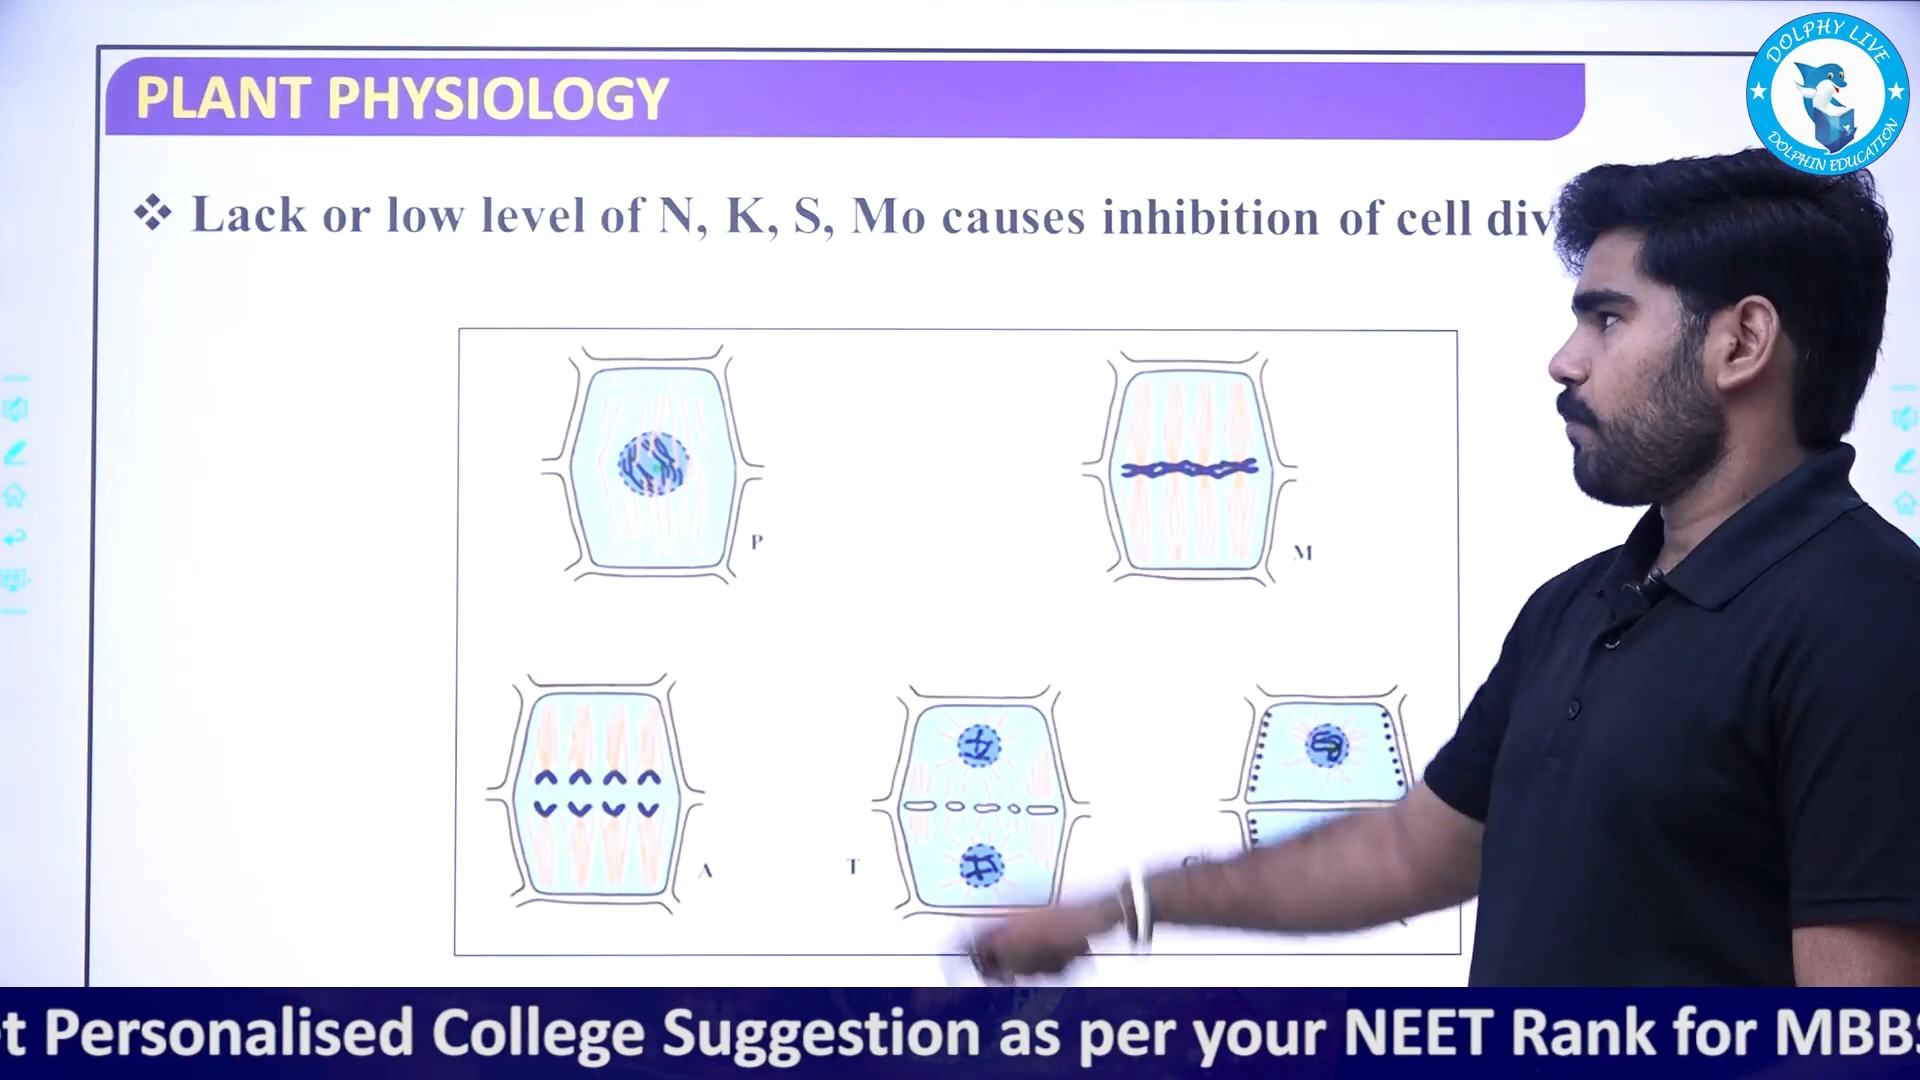 DOLPHY LIVE
DOLPHIN EDUCATION
PLANT PHYSIOLOGY
❖ Lack or low level of N, K, S, Mo causes inhibition of cell div
P
M
A
T
t Personalised College Suggestion as per your NEET Rank for MBBS